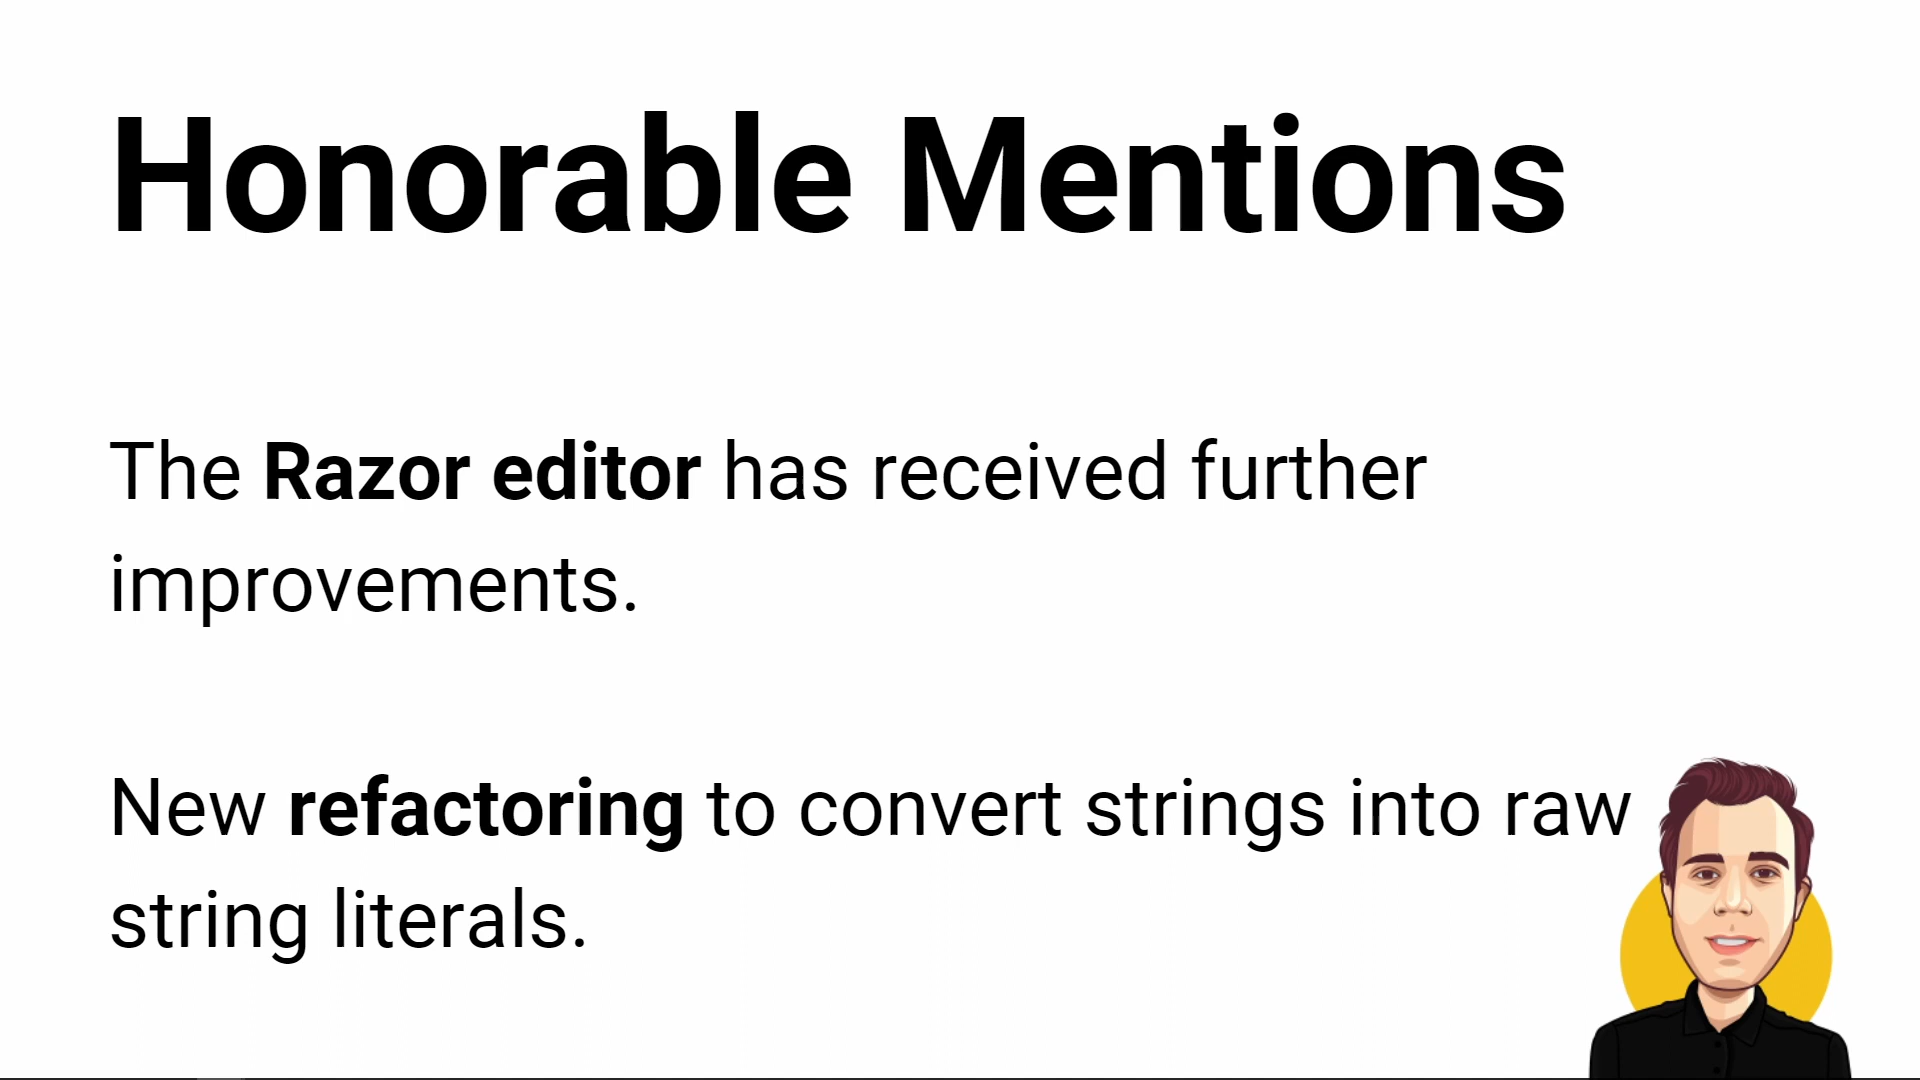 Honorable Mentions
The Razor editor has received further
improvements.
New refactoring to convert strings into raw
string literals.